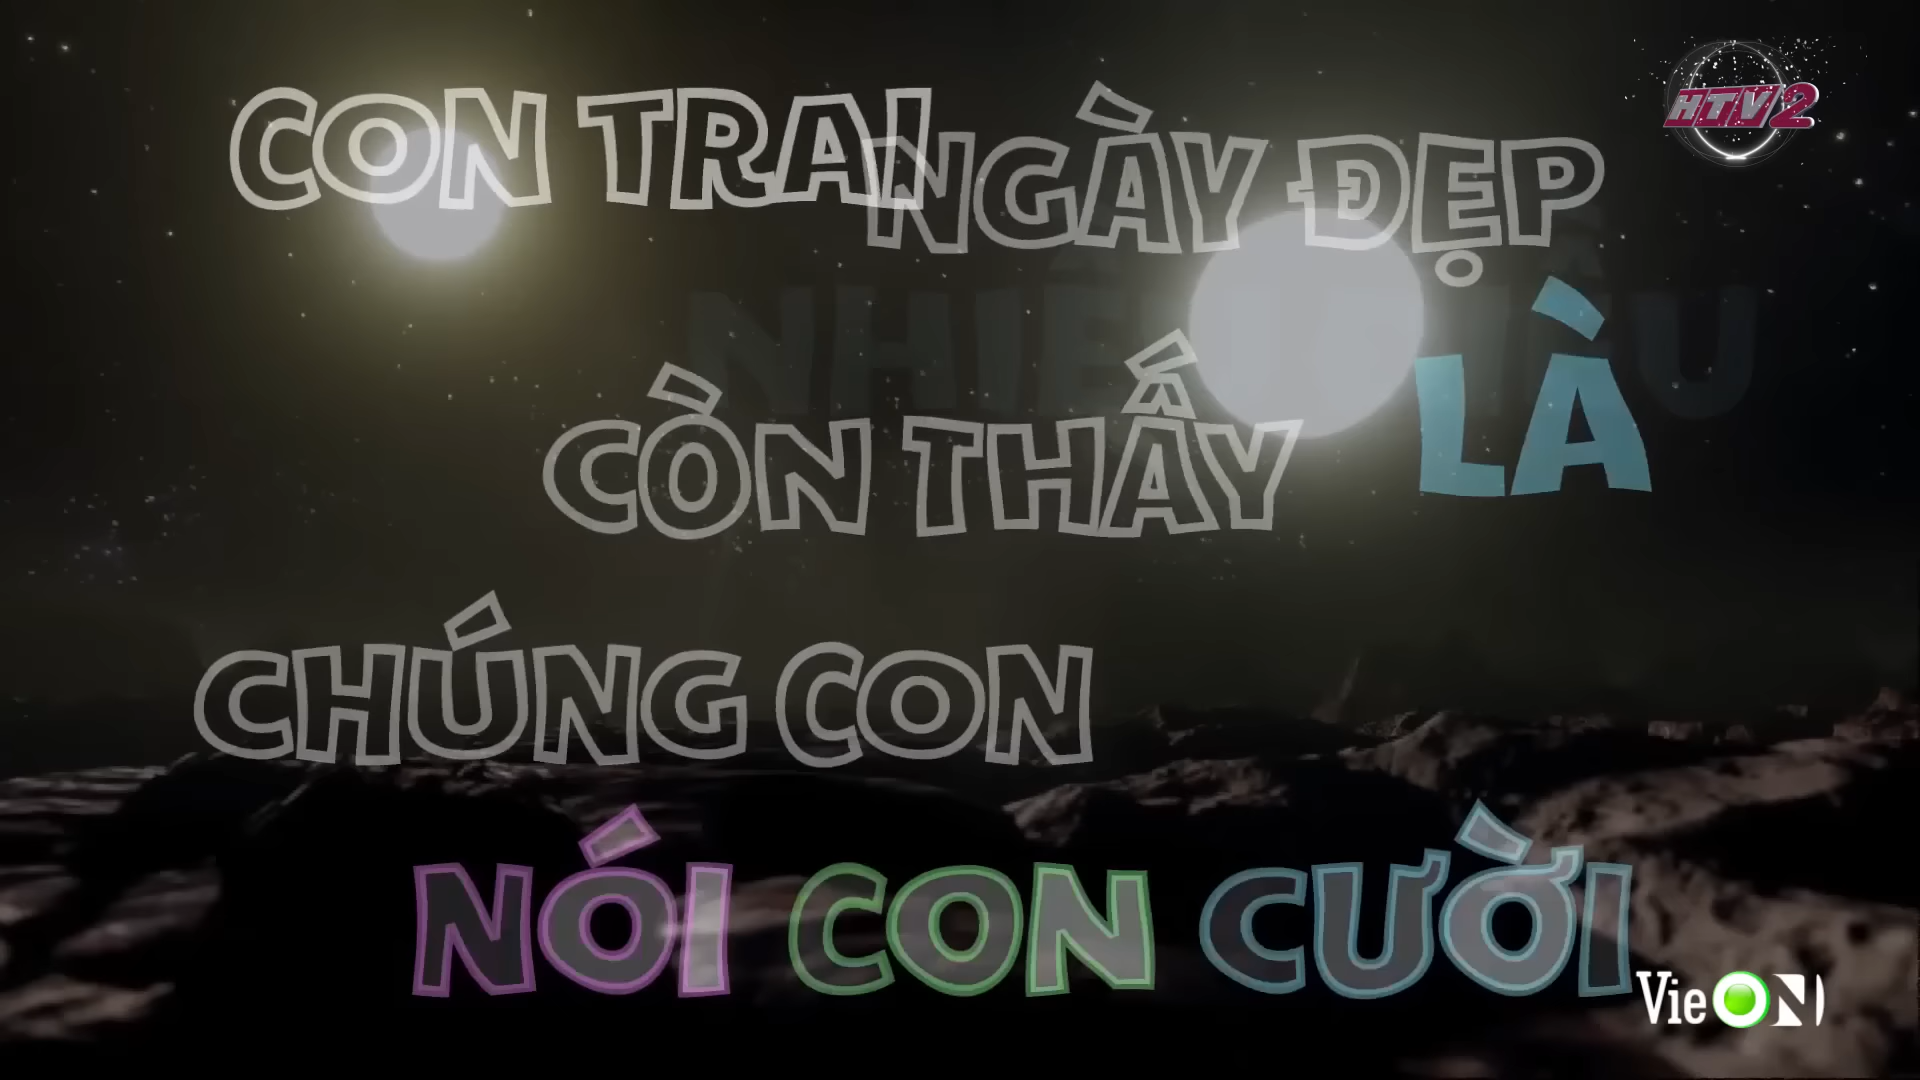 CON TRAI
NGÀY ĐẸP
HTV2
LÀ
CÒN THẤY
CHÚNG CON
NÓI CON CƯỜI
VieON